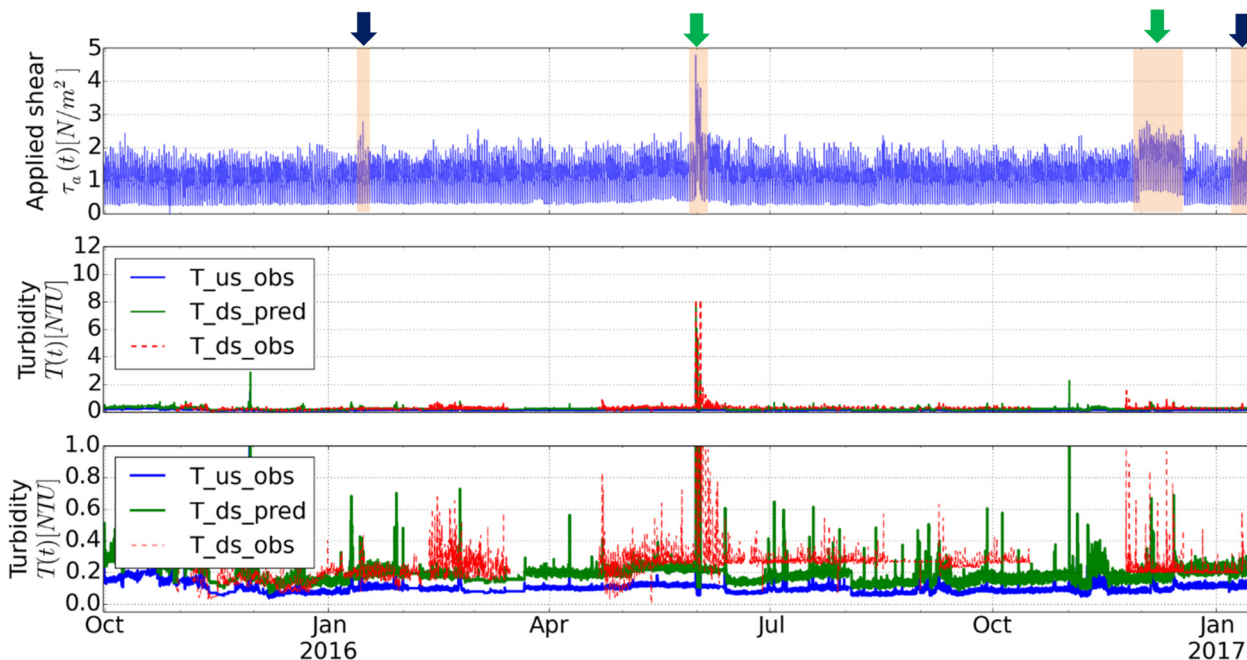 Applied shear
τ_a(t)[N/m²]
5
4
3
2
1
0
Turbidity
T(t)[NTU]
12
10
8
6
4
2
0
T_us_obs
T_ds_pred
T_ds_obs
Turbidity
T(t)[NTU]
1.0
0.8
0.6
0.4
0.2
0.0
T_us_obs
T_ds_pred
T_ds_obs
Oct Jan Apr Jul Oct Jan
2016 2017